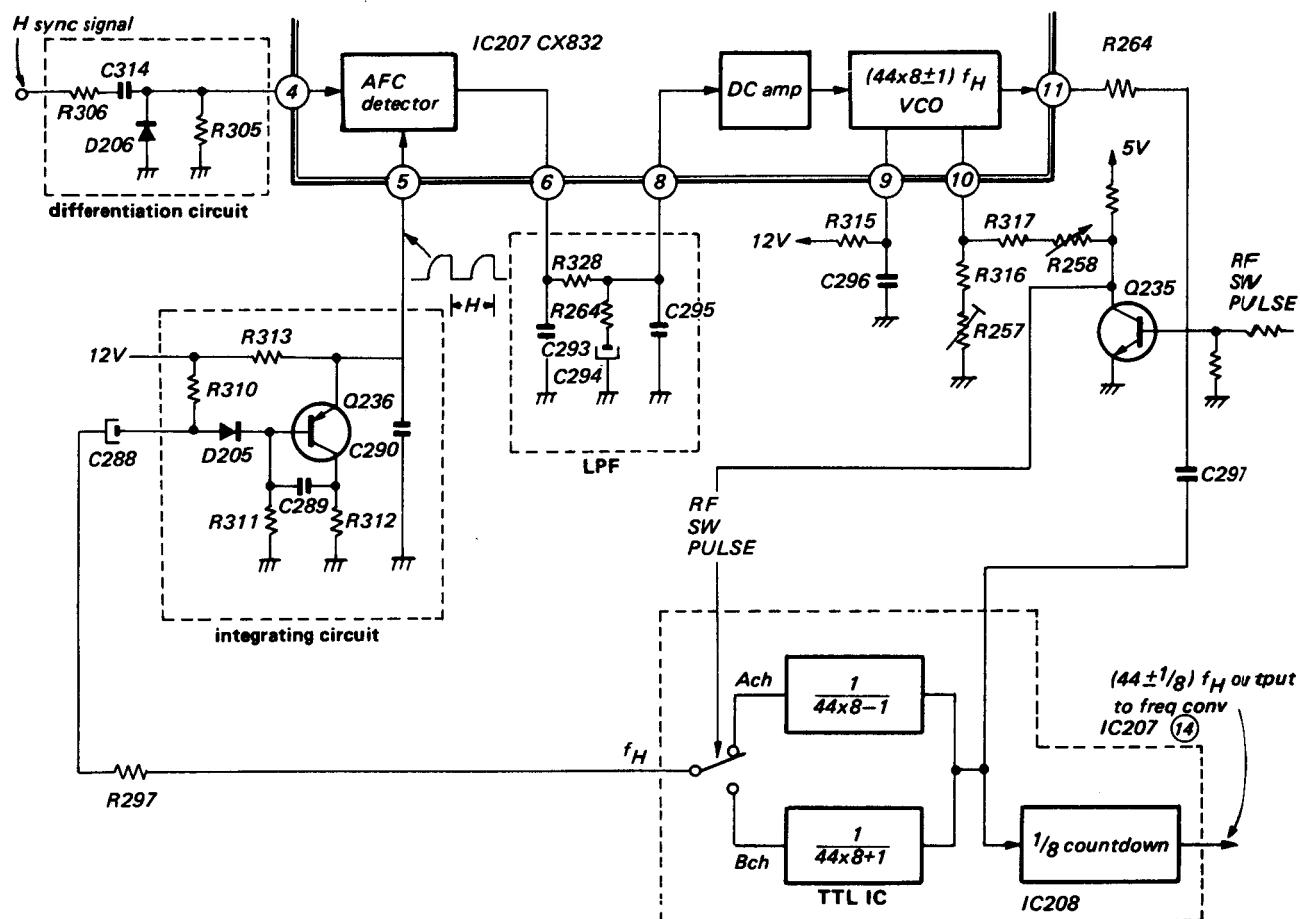 H sync signal
C314
R306
D206
R305
differentiation circuit
4
AFC
detector
IC207 CX832
DC amp
(44x8±1) fH
VCO
11
R264
5
6
8
9
10
5V
12V
R315
C296
R317
R258
R316
R257
Q235
RF
SW
PULSE
H
R328
R264
C293
C294
C295
LPF
12V
R313
R310
Q236
C290
C288
D205
C289
R311
R312
integrating circuit
C297
RF
SW
PULSE
Ach
1
44x8−1
(44±1/8) fH output
to freq conv
IC207 14
fH
R297
Bch
1
44x8+1
TTL IC
1/8 countdown
IC208